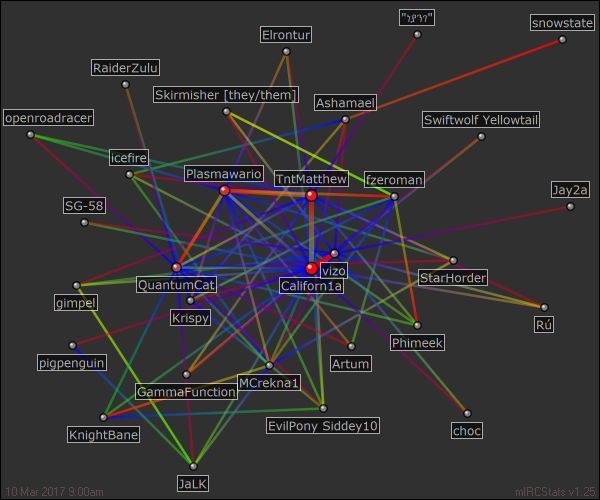 snowstate
Elrontur
RaiderZulu
Skirmisher [they/them]
Ashamael
openroadracer
Swiftwolf Yellowtail
icefire
Plasmawario
TntMatthew
fzeroman
Jay2a
SG-58
vizo
StarHorder
QuantumCat
Californ1a
gimpel
Krispy
Rú
Phimeek
pigpenguin
Artum
GammaFunction
MCrekna1
KnightBane
EvilPony Siddey10
choc
JaLK
10 Mar 2017 9:00am
mIRCStats v1.25